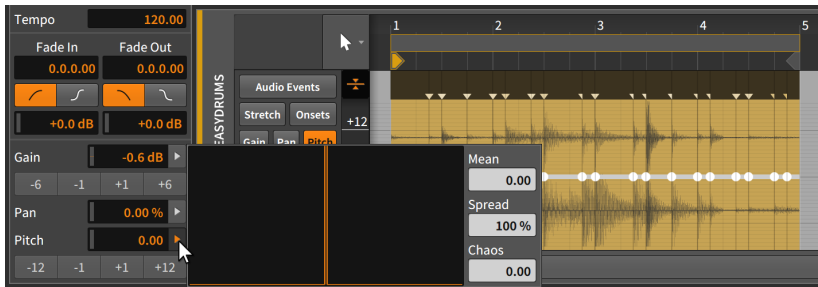 Tempo 120.00
Fade In Fade Out
0.0.0.00 0.0.0.00
+0.0 dB +0.0 dB
Gain -0.6 dB
-6 -1 +1 +6
Pan 0.00 %
Pitch 0.00
-12 -1 +1 +12
Mean
0.00
Spread
100 %
Chaos
0.00
EASYDRUMS
Audio Events
Stretch Onsets
Gain Pan Pitch
+12
1 2 3 4 5